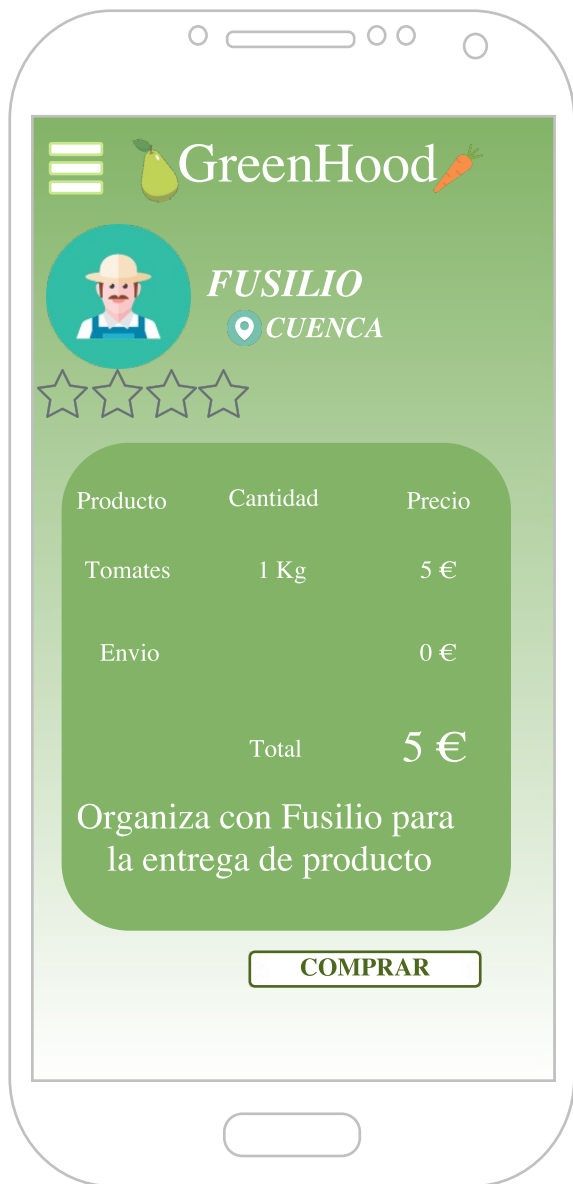 GreenHood
FUSILIO
CUENCA
Producto Cantidad Precio
Tomates 1 Kg 5 €
Envio 0 €
Total 5 €
Organiza con Fusilio para
la entrega de producto
COMPRAR